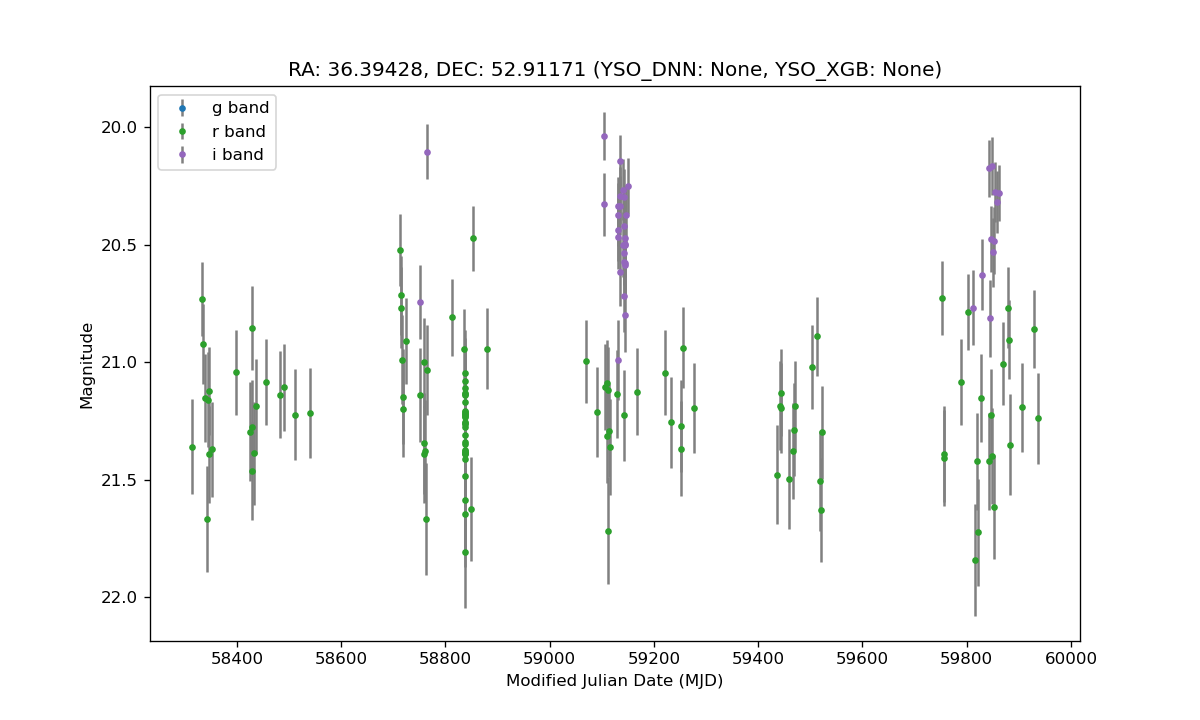 RA: 36.39428, DEC: 52.91171 (YSO_DNN: None, YSO_XGB: None)
g band
r band
i band
20.0
20.5
21.0
21.5
22.0
Magnitude
58400 58600 58800 59000 59200 59400 59600 59800 60000
Modified Julian Date (MJD)